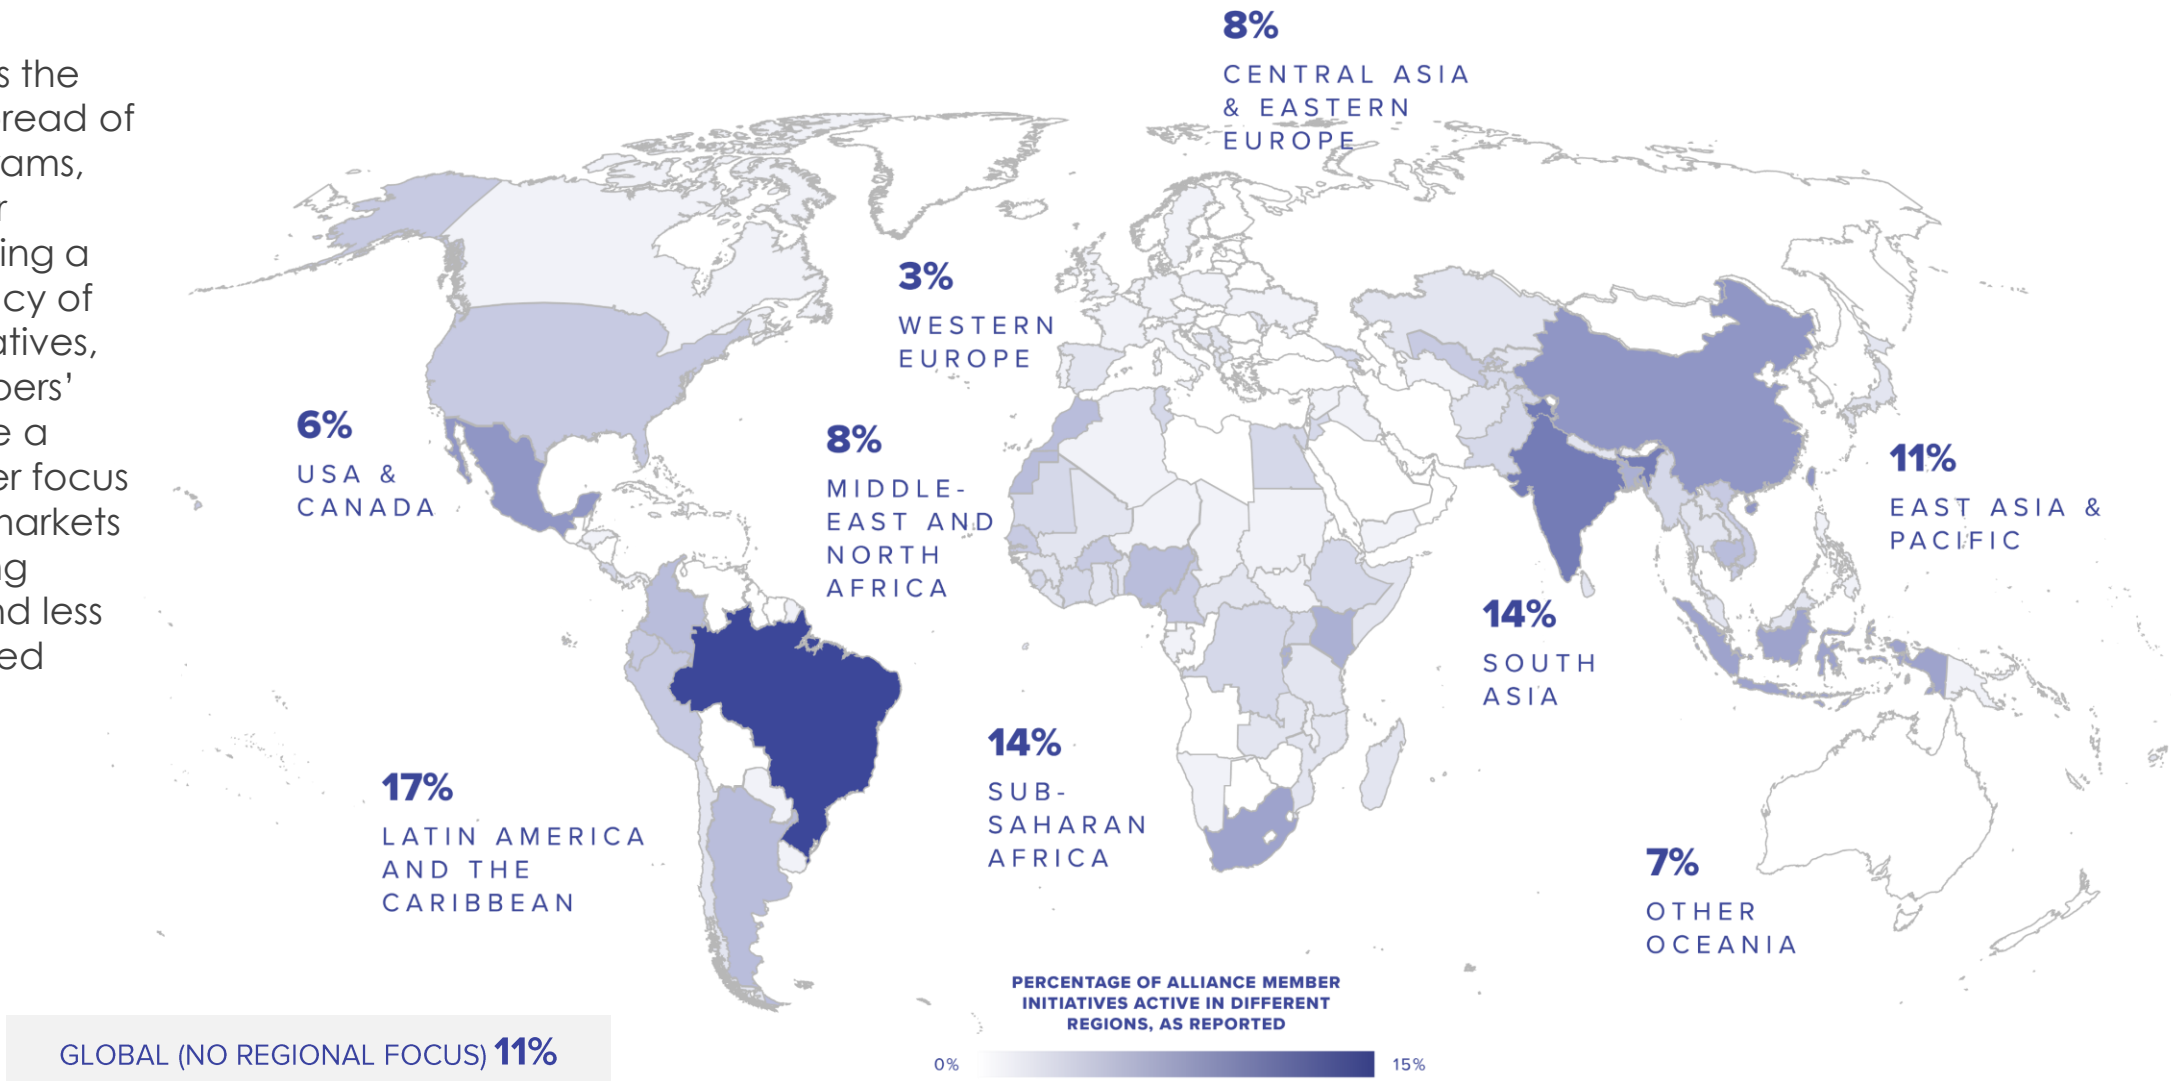 s the
read of
ams,
r
ing a
cy of
atives,
bers'
e a
er focus
narkets
ng
nd less
ed
8%
CENTRAL ASIA
& EASTERN
EUROPE
3%
WESTERN
EUROPE
6%
USA &
CANADA
8%
MIDDLE-
EAST AND
NORTH
AFRICA
11%
EAST ASIA &
PACIFIC
14%
SOUTH
ASIA
14%
SUB-
SAHARAN
AFRICA
17%
LATIN AMERICA
AND THE
CARIBBEAN
7%
OTHER
OCEANIA
PERCENTAGE OF ALLIANCE MEMBER
INITIATIVES ACTIVE IN DIFFERENT
REGIONS, AS REPORTED
0% 15%
GLOBAL (NO REGIONAL FOCUS) 11%